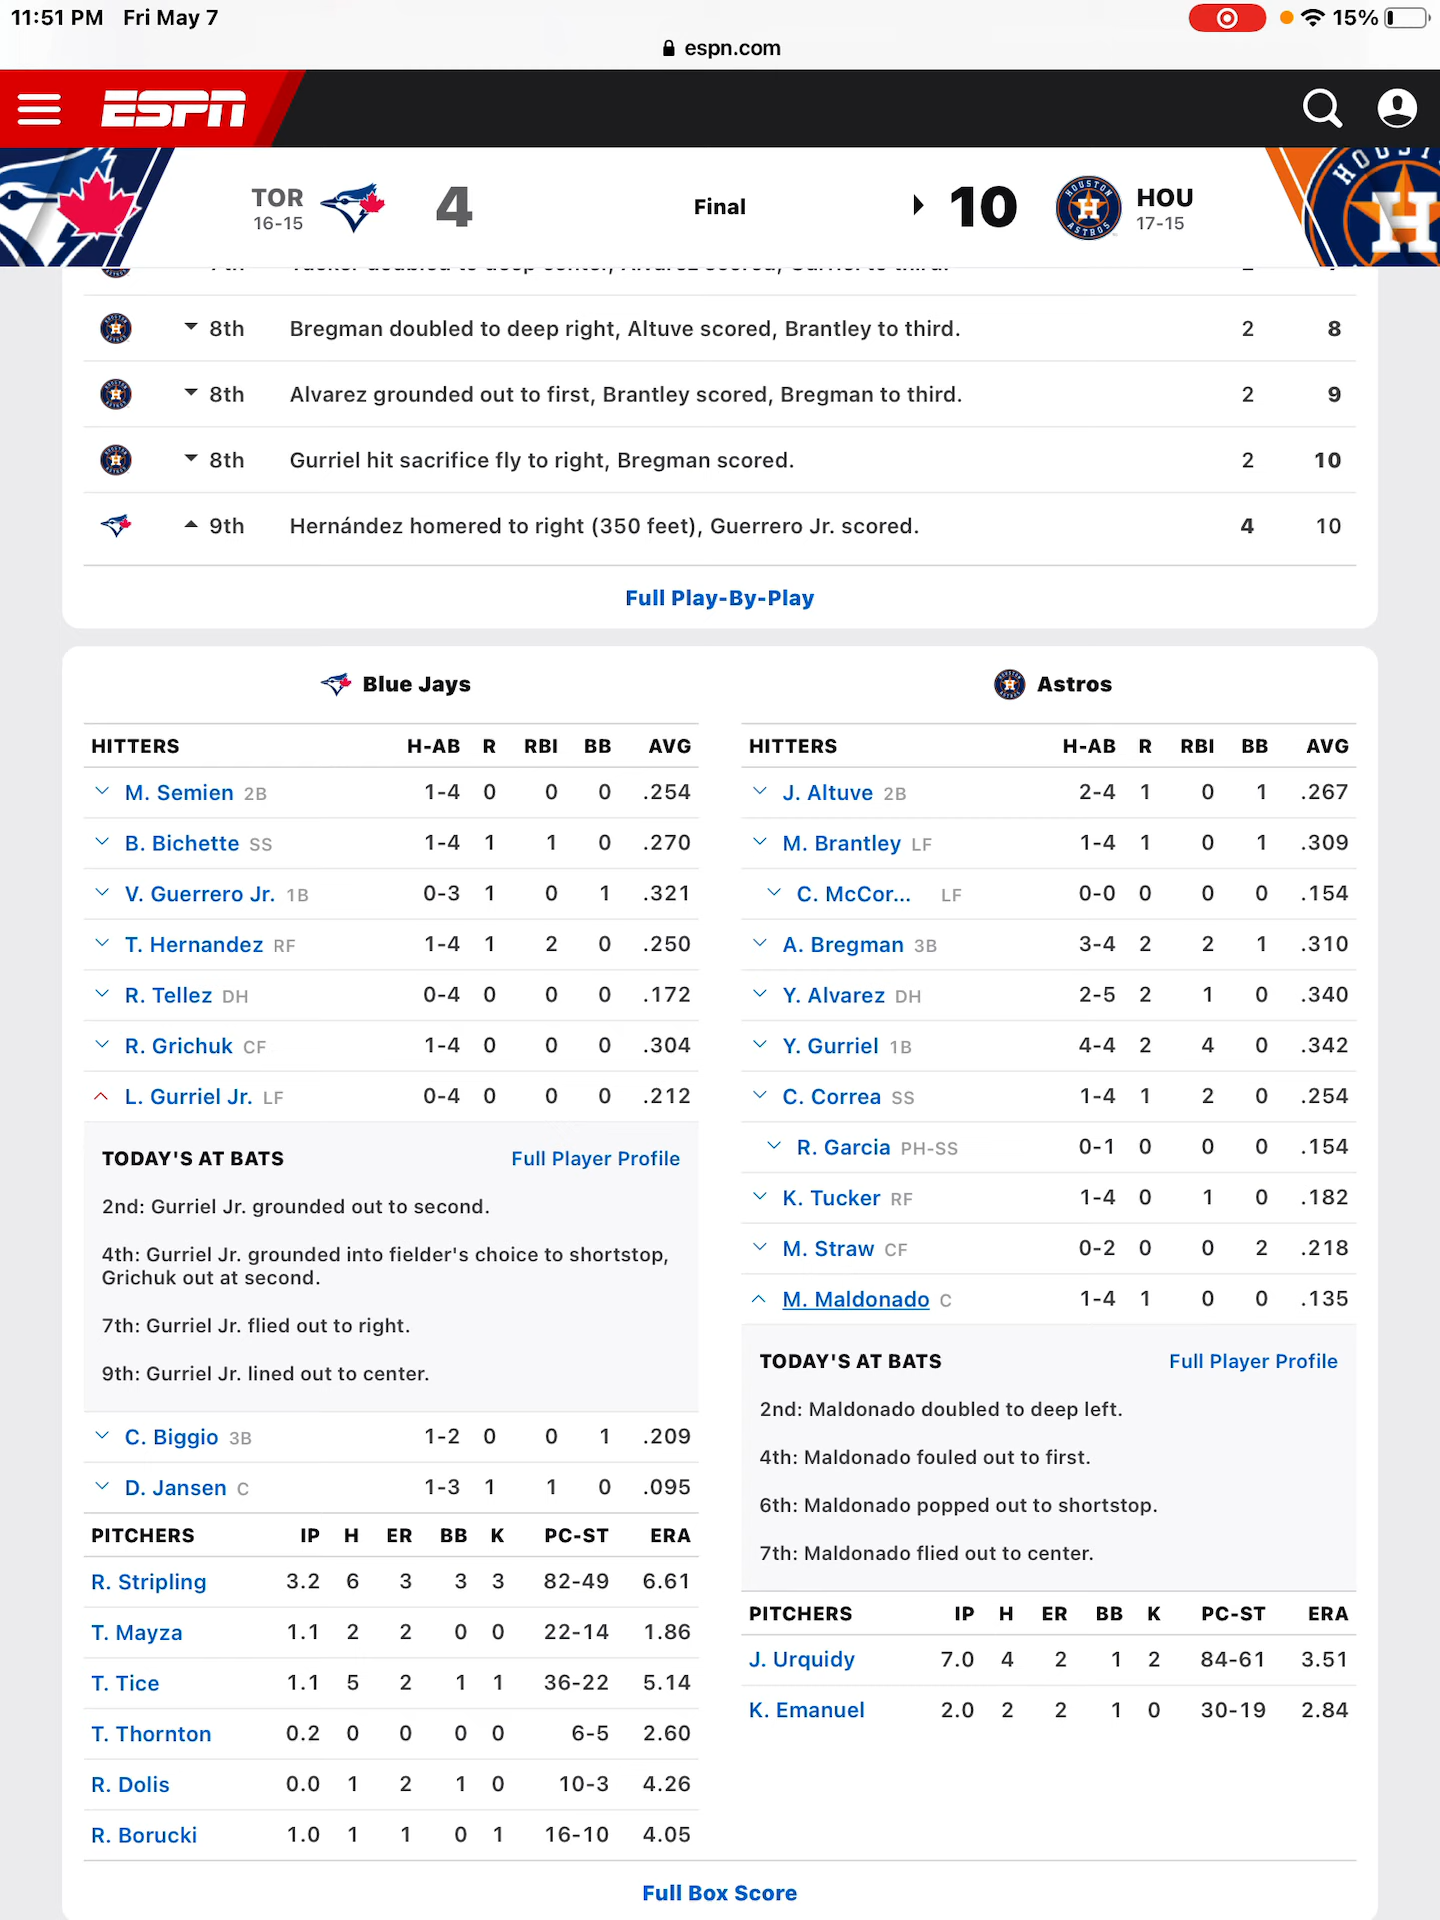 11:51 PM Fri May 7
15%
espn.com
ESPN
TOR
16-15
4
Final
10
HOU
17-15
8th Bregman doubled to deep right, Altuve scored, Brantley to third. 2 8
8th Alvarez grounded out to first, Brantley scored, Bregman to third. 2 9
8th Gurriel hit sacrifice fly to right, Bregman scored. 2 10
9th Hernández homered to right (350 feet), Guerrero Jr. scored. 4 10
Full Play-By-Play
Blue Jays
HITTERS H-AB R RBI BB AVG
M. Semien 2B 1-4 0 0 0 .254
B. Bichette SS 1-4 1 1 0 .270
V. Guerrero Jr. 1B 0-3 1 0 1 .321
T. Hernandez RF 1-4 1 2 0 .250
R. Tellez DH 0-4 0 0 0 .172
R. Grichuk CF 1-4 0 0 0 .304
L. Gurriel Jr. LF 0-4 0 0 0 .212
TODAY'S AT BATS Full Player Profile
2nd: Gurriel Jr. grounded out to second.
4th: Gurriel Jr. grounded into fielder's choice to shortstop,
Grichuk out at second.
7th: Gurriel Jr. flied out to right.
9th: Gurriel Jr. lined out to center.
C. Biggio 3B 1-2 0 0 1 .209
D. Jansen C 1-3 1 1 0 .095
PITCHERS IP H ER BB K PC-ST ERA
R. Stripling 3.2 6 3 3 3 82-49 6.61
T. Mayza 1.1 2 2 0 0 22-14 1.86
T. Tice 1.1 5 2 1 1 36-22 5.14
T. Thornton 0.2 0 0 0 0 6-5 2.60
R. Dolis 0.0 1 2 1 0 10-3 4.26
R. Borucki 1.0 1 1 0 1 16-10 4.05
Astros
HITTERS H-AB R RBI BB AVG
J. Altuve 2B 2-4 1 0 1 .267
M. Brantley LF 1-4 1 0 1 .309
C. McCor... LF 0-0 0 0 0 .154
A. Bregman 3B 3-4 2 2 1 .310
Y. Alvarez DH 2-5 2 1 0 .340
Y. Gurriel 1B 4-4 2 4 0 .342
C. Correa SS 1-4 1 2 0 .254
R. Garcia PH-SS 0-1 0 0 0 .154
K. Tucker RF 1-4 0 1 0 .182
M. Straw CF 0-2 0 0 2 .218
M. Maldonado C 1-4 1 0 0 .135
TODAY'S AT BATS Full Player Profile
2nd: Maldonado doubled to deep left.
4th: Maldonado fouled out to first.
6th: Maldonado popped out to shortstop.
7th: Maldonado flied out to center.
PITCHERS IP H ER BB K PC-ST ERA
J. Urquidy 7.0 4 2 1 2 84-61 3.51
K. Emanuel 2.0 2 2 1 0 30-19 2.84
Full Box Score